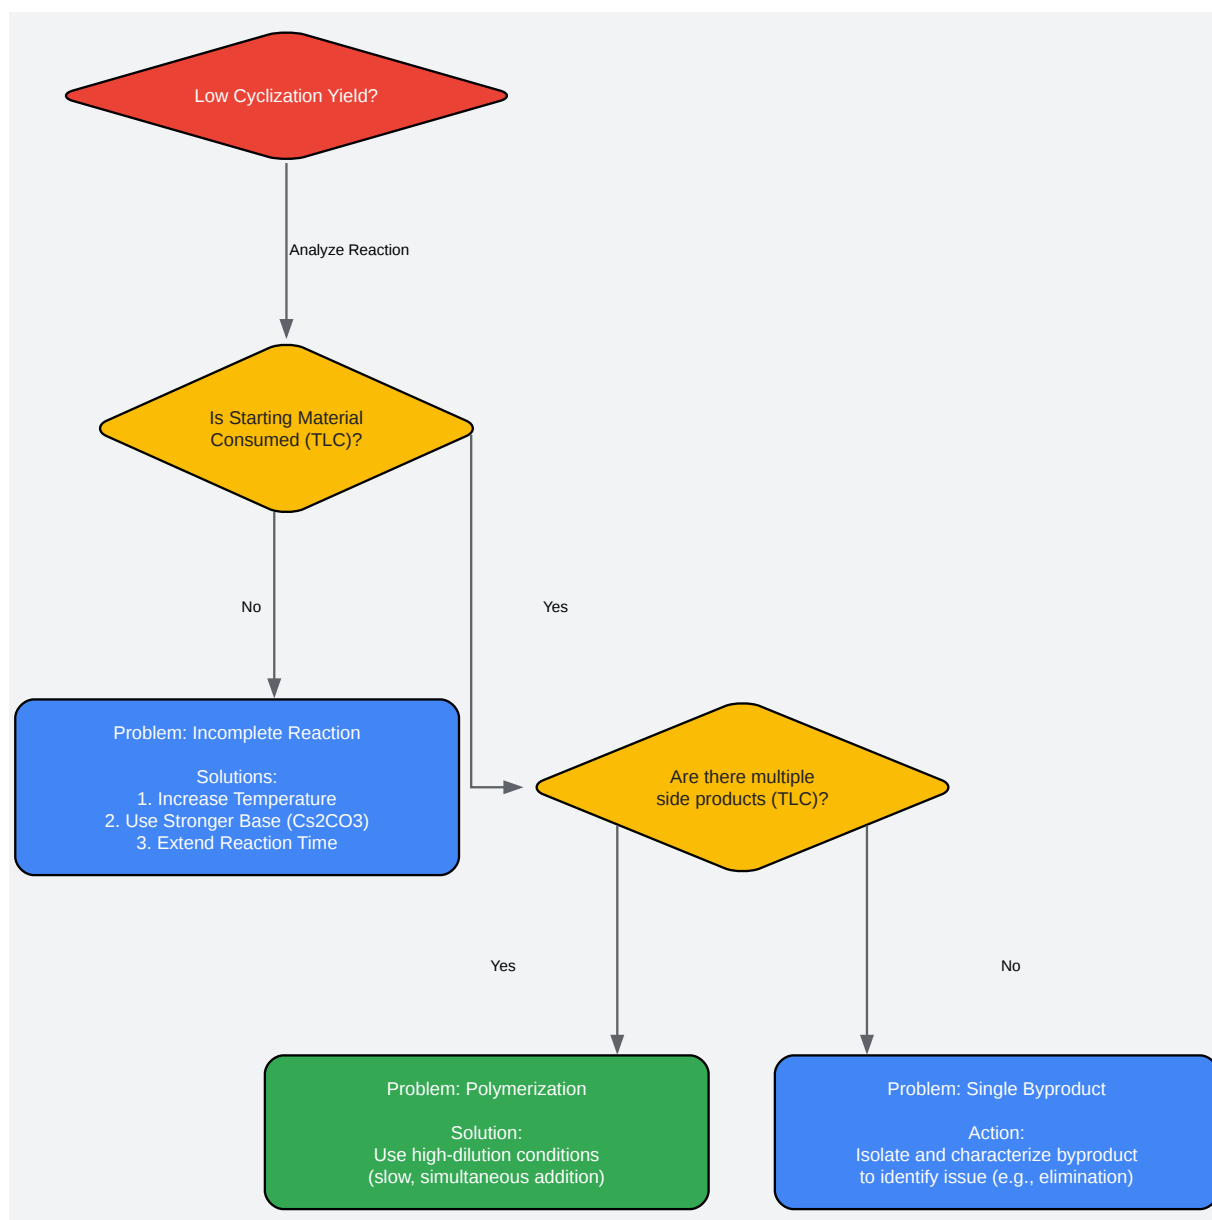 Low Cyclization Yield?
Analyze Reaction
Is Starting Material
Consumed (TLC)?
No
Yes
Problem: Incomplete Reaction
Solutions:
1. Increase Temperature
2. Use Stronger Base (Cs2CO3)
3. Extend Reaction Time
Are there multiple
side products (TLC)?
Yes
No
Problem: Polymerization
Solution:
Use high-dilution conditions
(slow, simultaneous addition)
Problem: Single Byproduct
Action:
Isolate and characterize byproduct
to identify issue (e.g., elimination)